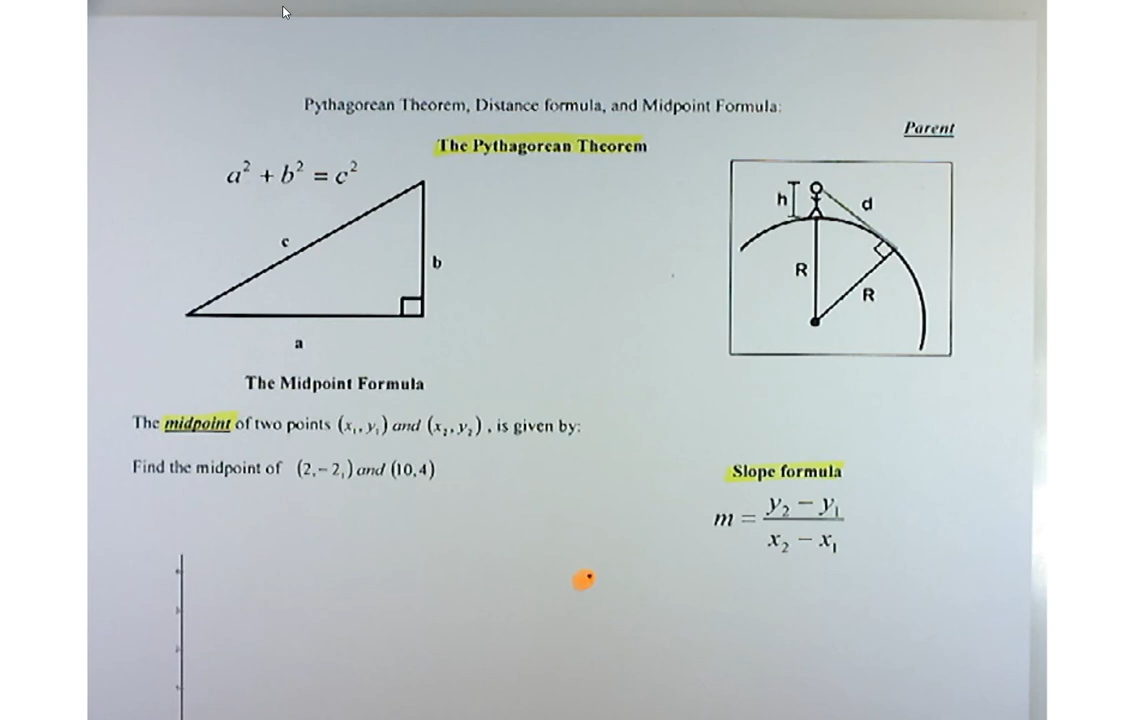 Pythagorean Theorem, Distance formula, and Midpoint Formula:
Parent
The Pythagorean Theorem
a² + b² = c²
c
b
a
h
d
R
R
The Midpoint Formula
The midpoint of two points (x₁, y₁) and (x₂, y₂), is given by:
Find the midpoint of (2,−2,) and (10,4)
Slope formula
m = y₂ − y₁
x₂ − x₁